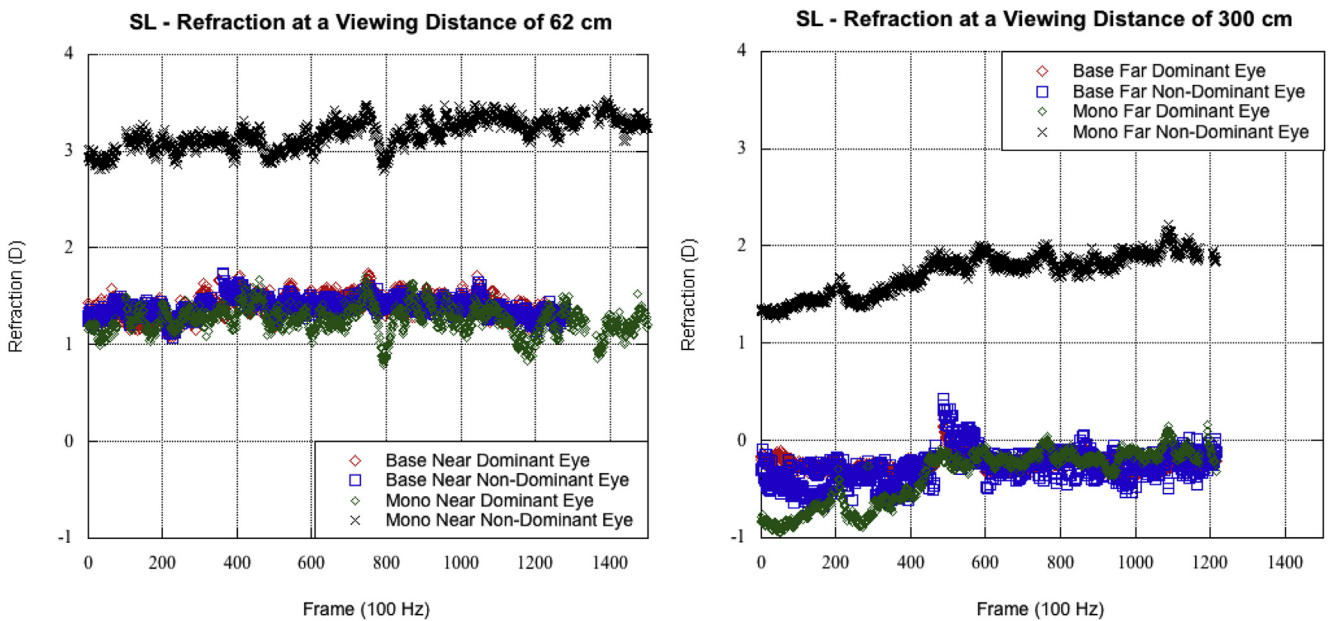 SL - Refraction at a Viewing Distance of 62 cm
4
3
2
1
0
-1
Refraction (D)
Base Near Dominant Eye
Base Near Non-Dominant Eye
Mono Near Dominant Eye
Mono Near Non-Dominant Eye
0 200 400 600 800 1000 1200 1400
Frame (100 Hz)
SL - Refraction at a Viewing Distance of 300 cm
4
3
2
1
0
-1
Refraction (D)
Base Far Dominant Eye
Base Far Non-Dominant Eye
Mono Far Dominant Eye
Mono Far Non-Dominant Eye
0 200 400 600 800 1000 1200 1400
Frame (100 Hz)